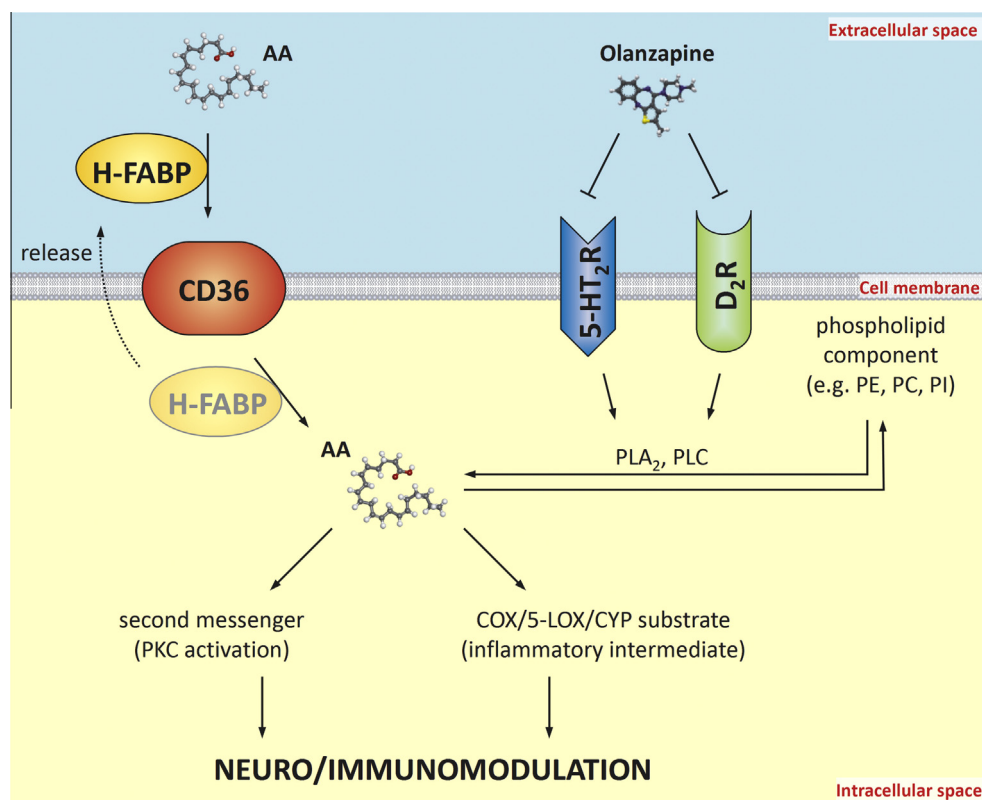 Extracellular space
AA
Olanzapine
H-FABP
release
CD36
5-HT₂R
D₂R
Cell membrane
phospholipid
component
(e.g. PE, PC, PI)
H-FABP
AA
PLA₂, PLC
second messenger
(PKC activation)
COX/5-LOX/CYP substrate
(inflammatory intermediate)
NEURO/IMMUNOMODULATION
Intracellular space